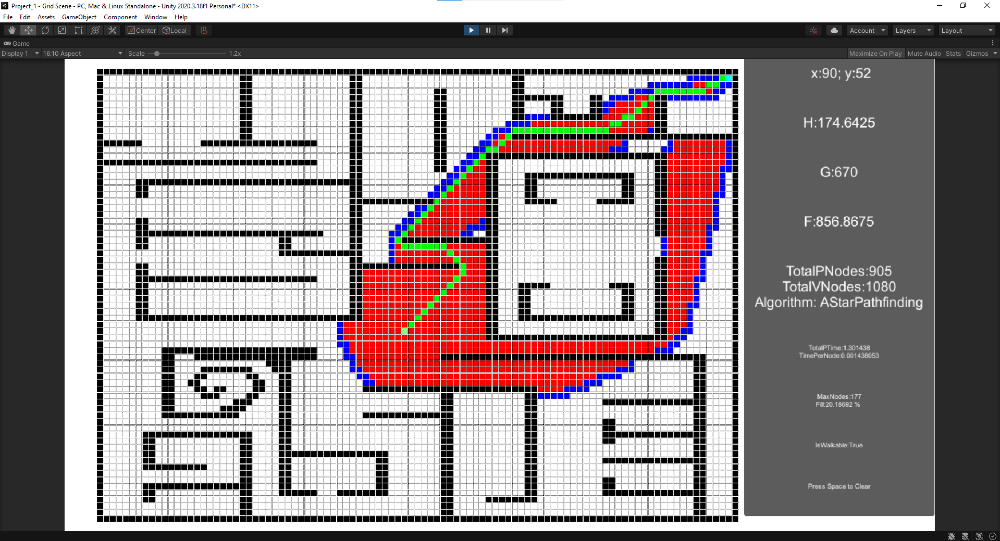 Project_1 - Grid Scene - PC, Mac & Linux Standalone - Unity 2020.3.18f1 Personal* <DX11>
File Edit Assets GameObject Component Window Help
Center Local Account Layers Layout
Game
Display 1 16:10 Aspect Scale 1.2x Maximize On Play Mute Audio Stats Gizmos
x:90; y:52
H:174.6425
G:670
F:856.8675
TotalPNodes:905
TotalVNodes:1080
Algorithm: AStarPathfinding
TotalPTime:1.301438
TimePerNode:0.001438053
MaxNodes:177
Fill:20.18692 %
IsWalkable:True
Press Space to Clear